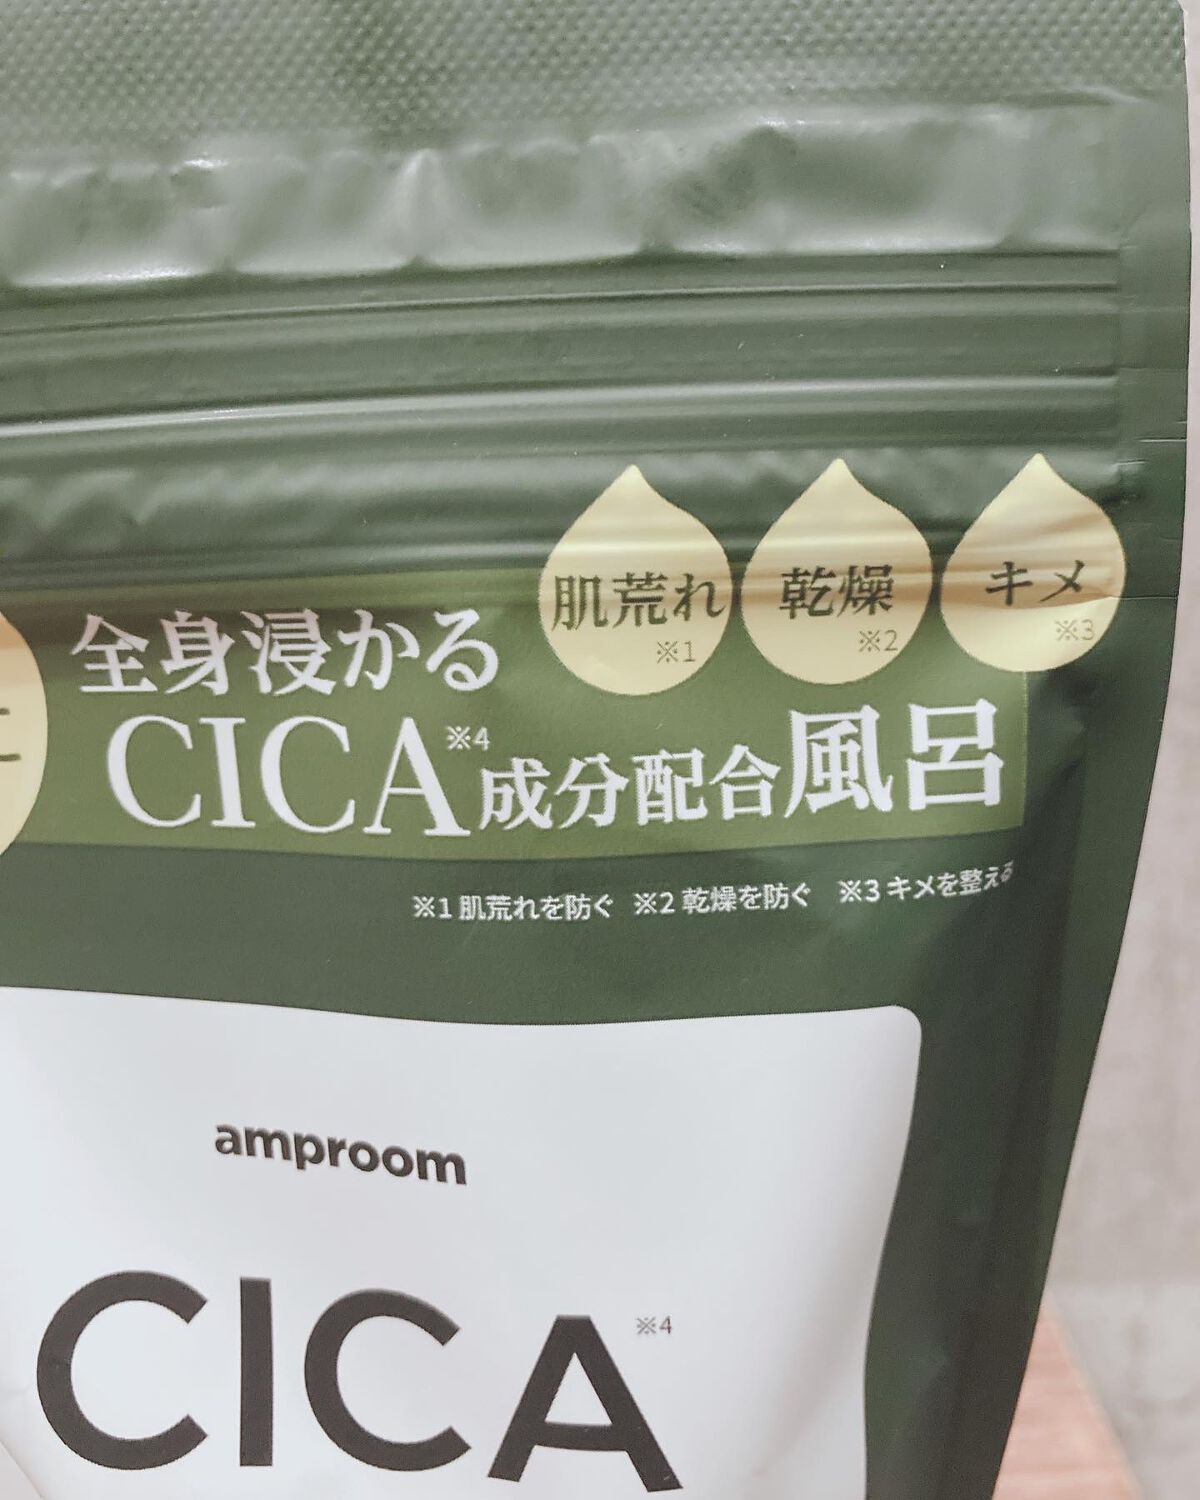 肌荒れ※1
乾燥※2
キメ※3
全身浸かる
CICA※4成分配合風呂
※1 肌荒れを防ぐ ※2 乾燥を防ぐ ※3 キメを整える
amproom
CICA※4